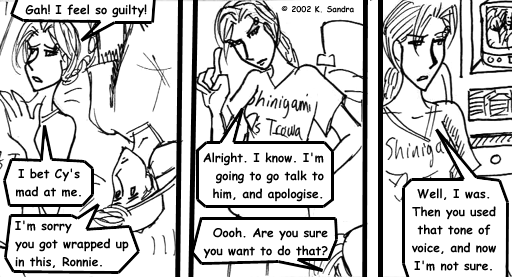 Gah! I feel so guilty!
I bet Cy's
mad at me.
I'm sorry
you got wrapped up
in this, Ronnie.
© 2002 K. Sandra
Shinigami
Alright. I know. I'm
going to go talk to
him, and apologise.
Oooh. Are you sure
you want to do that?
Shiniga
Well, I was.
Then you used
that tone of
voice, and now
I'm not sure.